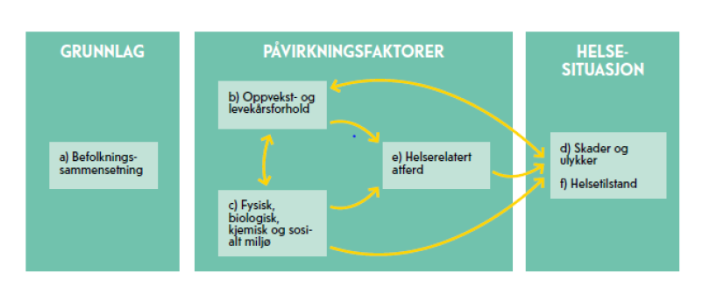 GRUNNLAG
a) Befolknings-
sammensetning
PÅVIRKNINGSFAKTORER
b) Oppvekst- og
levekårsforhold
c) Fysisk,
biologisk,
kjemisk og sosi-
alt miljø
e) Helserelatert
atferd
HELSE-
SITUASJON
d) Skader og
ulykker
f) Helsetilstand